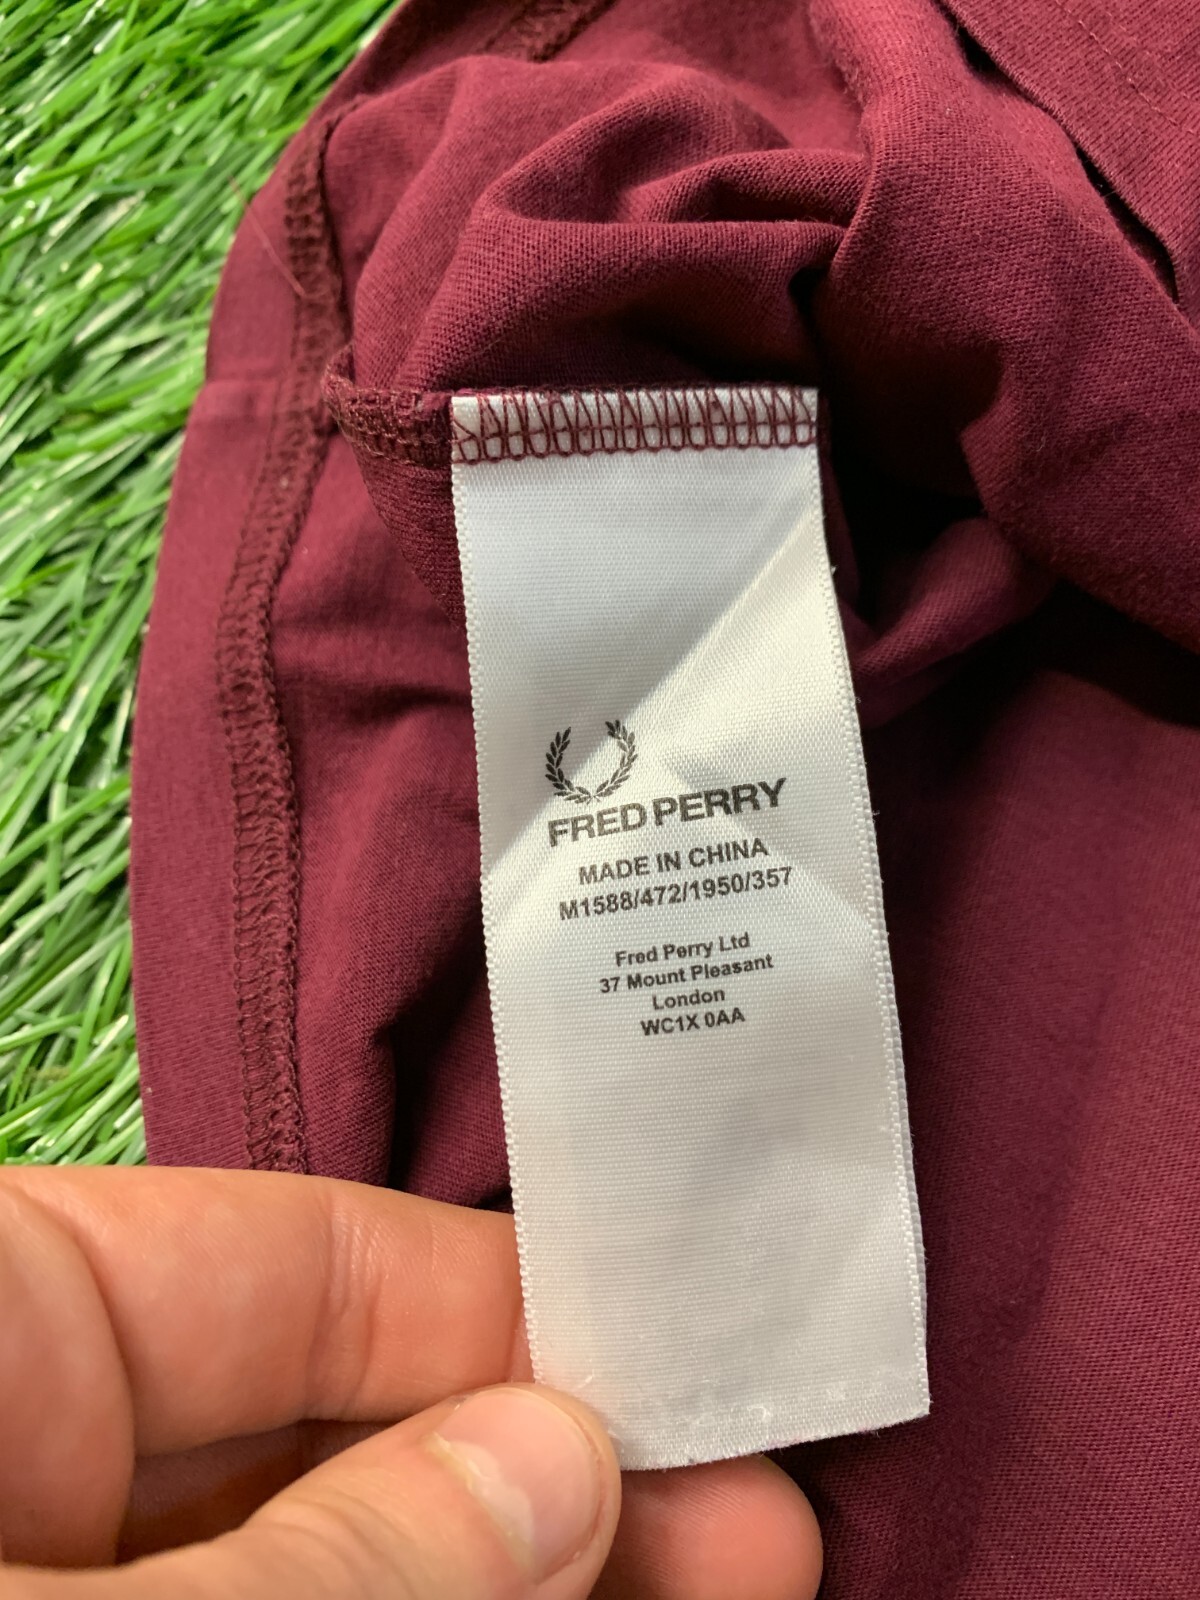 FRED PERRY
MADE IN CHINA
M1588/472/1950/357
Fred Perry Ltd
37 Mount Pleasant
London
WC1X 0AA